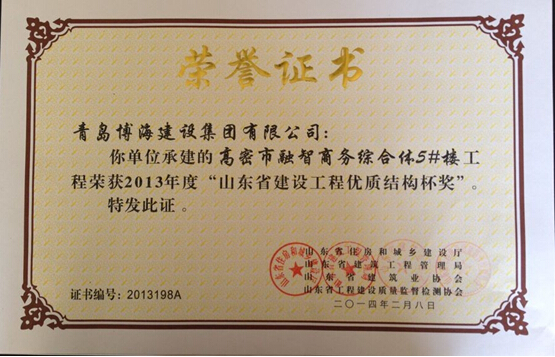 荣誉证书
青岛博海建设集团有限公司：
你单位承建的高密市融智商务综合体5#楼工
程荣获2013年度“山东省建设工程优质结构杯奖”。
特发此证。
山东省住房和城乡建设厅
山东省建筑工程管理局
山东省建筑业协会
山东省工程建设质量监督检测协会
证书编号：2013198A
二〇一四年二月八日